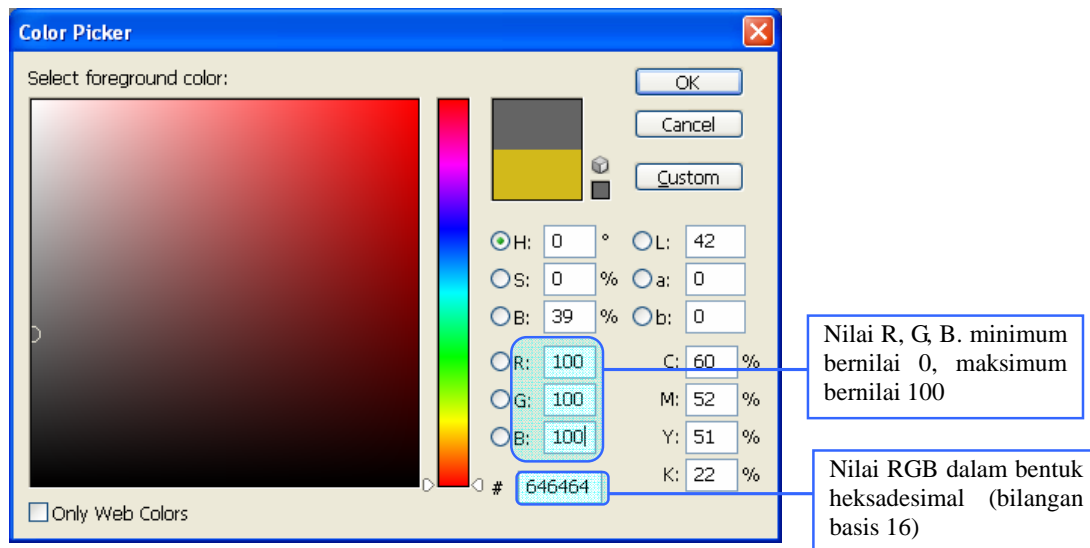 Color Picker
Select foreground color:
OK
Cancel
Custom
H: 0 °
L: 42
S: 0 %
a: 0
B: 39 %
b: 0
R: 100
C: 60 %
G: 100
M: 52 %
B: 100
Y: 51 %
# 646464
K: 22 %
Only Web Colors
Nilai R, G, B. minimum
bernilai 0, maksimum
bernilai 100
Nilai RGB dalam bentuk
heksadesimal (bilangan
basis 16)